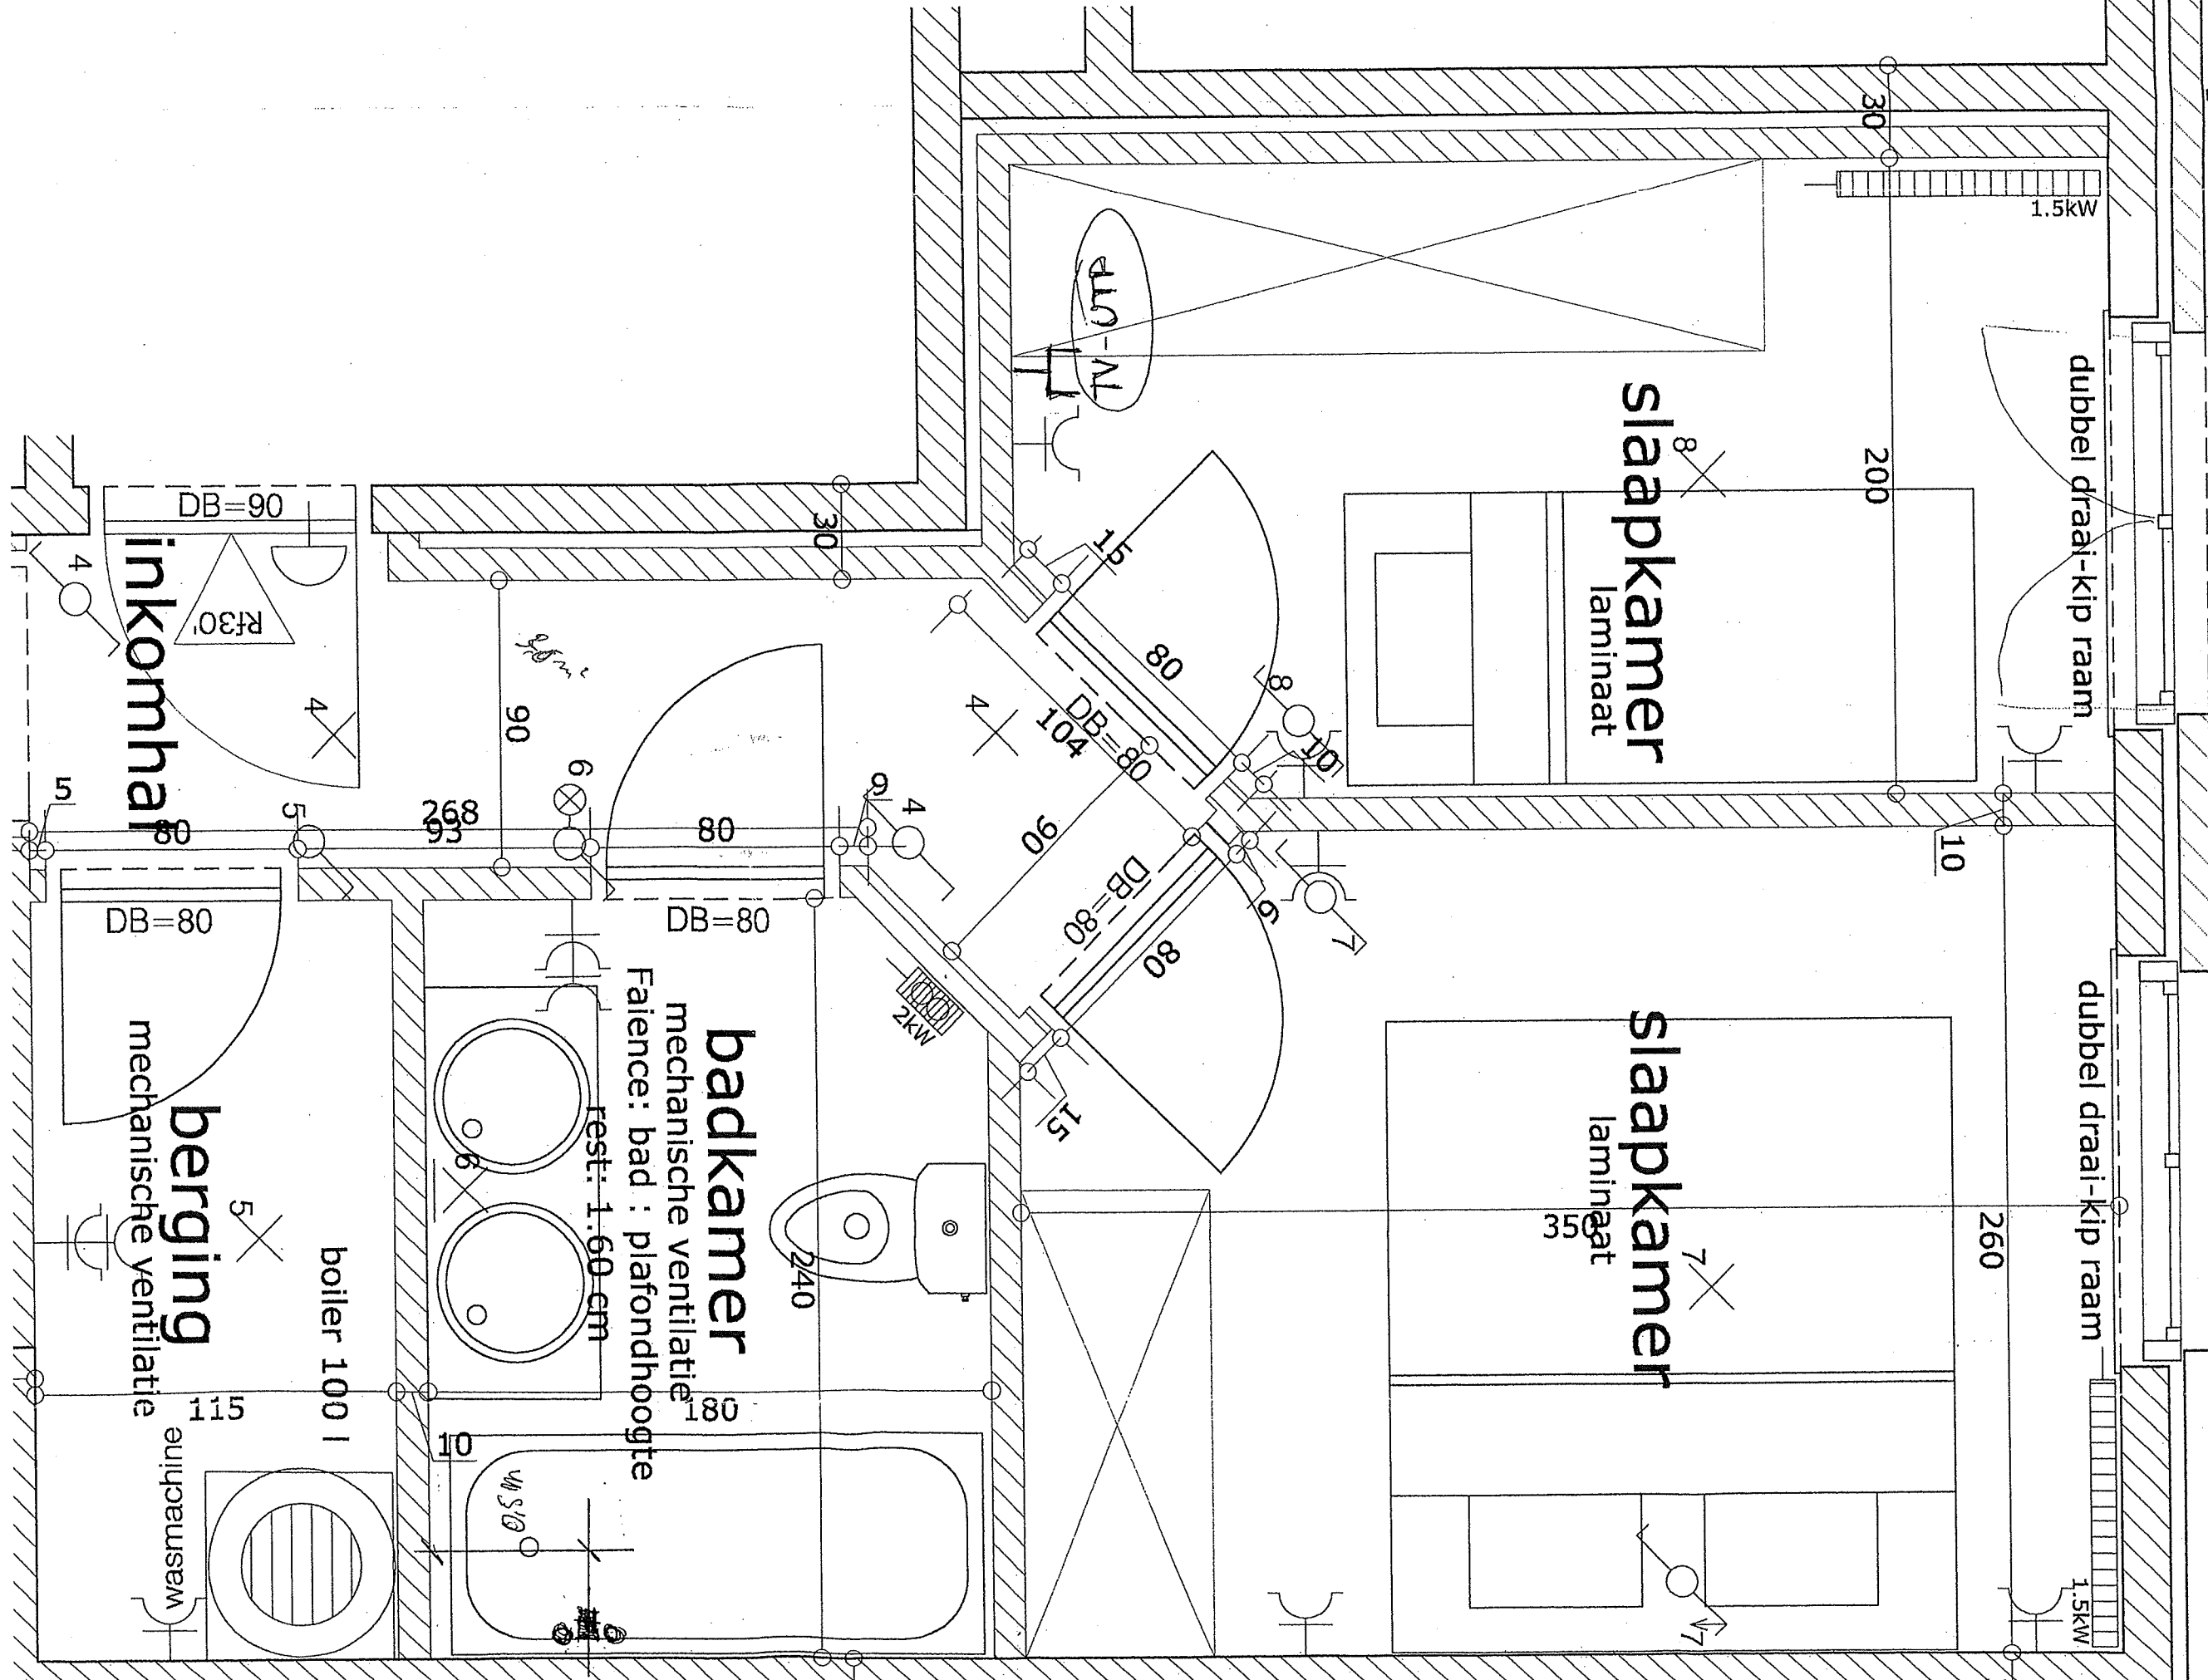 30
1.5kW
TV-DIS
slaapkamer
laminaat
8
200
dubbel draai-kip raam
DB=90
Rf30'
inkomhal
4
4
30
90
15
80
DB=80
104
8
10
4
90
5
80
5
268
93
6
80
9
4
DB=80
DB=80
DB=80
80
9
7
10
2kW
15
slaapkamer
laminaat
7
350
260
dubbel draai-kip raam
1.5kW
7
badkamer
mechanische ventilatie
Faience: bad : plafondhoogte
rest: 1.60 cm
6
240
180
10
berging
mechanische ventilatie
5
boiler 100 l
115
wasmachine